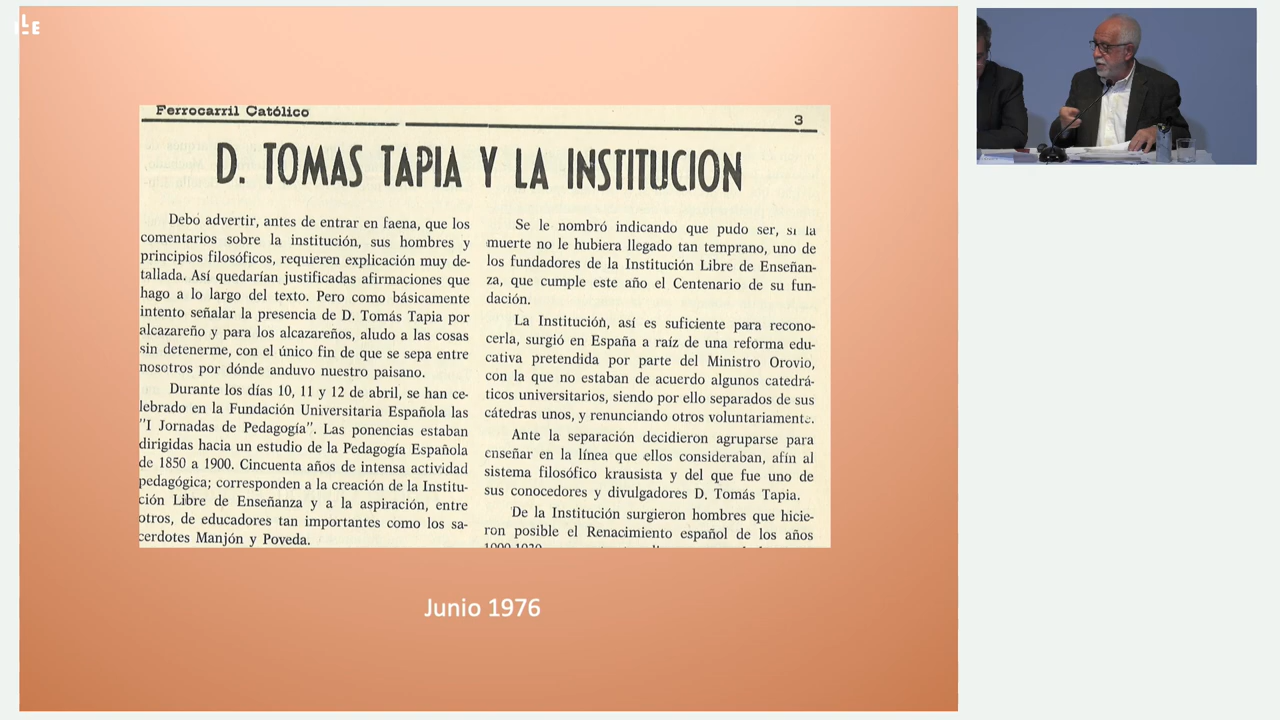 ILE
Ferrocarril Católico
3
D. TOMAS TAPIA Y LA INSTITUCION
Debo advertir, antes de entrar en faena, que los
comentarios sobre la institución, sus hombres y
principios filosóficos, requieren explicación muy de-
tallada. Así quedarían justificadas afirmaciones que
hago a lo largo del texto. Pero como básicamente
intento señalar la presencia de D. Tomás Tapia por
alcazareño y para los alcazareños, aludo a las cosas
sin detenerme, con el único fin de que se sepa entre
nosotros por dónde anduvo nuestro paisano.
Durante los días 10, 11 y 12 de abril, se han ce-
lebrado en la Fundación Universitaria Española las
"I Jornadas de Pedagogía". Las ponencias estaban
dirigidas hacia un estudio de la Pedagogía Española
de 1850 a 1900. Cincuenta años de intensa actividad
pedagógica; corresponden a la creación de la Institu-
ción Libre de Enseñanza y a la aspiración, entre
otros, de educadores tan importantes como los sa-
cerdotes Manjón y Poveda.
Se le nombró indicando que pudo ser, si la
muerte no le hubiera llegado tan temprano, uno de
los fundadores de la Institución Libre de Enseñan-
za, que cumple este año el Centenario de su fun-
dación.
La Institución, así es suficiente para recono-
cerla, surgió en España a raíz de una reforma edu-
cativa pretendida por parte del Ministro Orovio,
con la que no estaban de acuerdo algunos catedrá-
ticos universitarios, siendo por ello separados de sus
cátedras unos, y renunciando otros voluntariamente.
Ante la separación decidieron agruparse para
enseñar en la línea que ellos consideraban, afín al
sistema filosófico krausista y del que fue uno de
sus conocedores y divulgadores D. Tomás Tapia.
De la Institución surgieron hombres que hicie-
ron posible el Renacimiento español de los años
Junio 1976